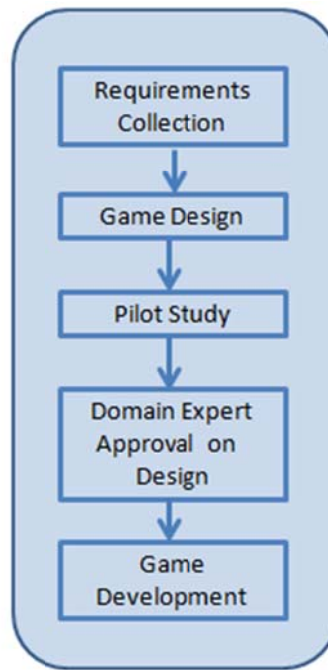 Requirements
Collection
Game Design
Pilot Study
Domain Expert
Approval on
Design
Game
Development